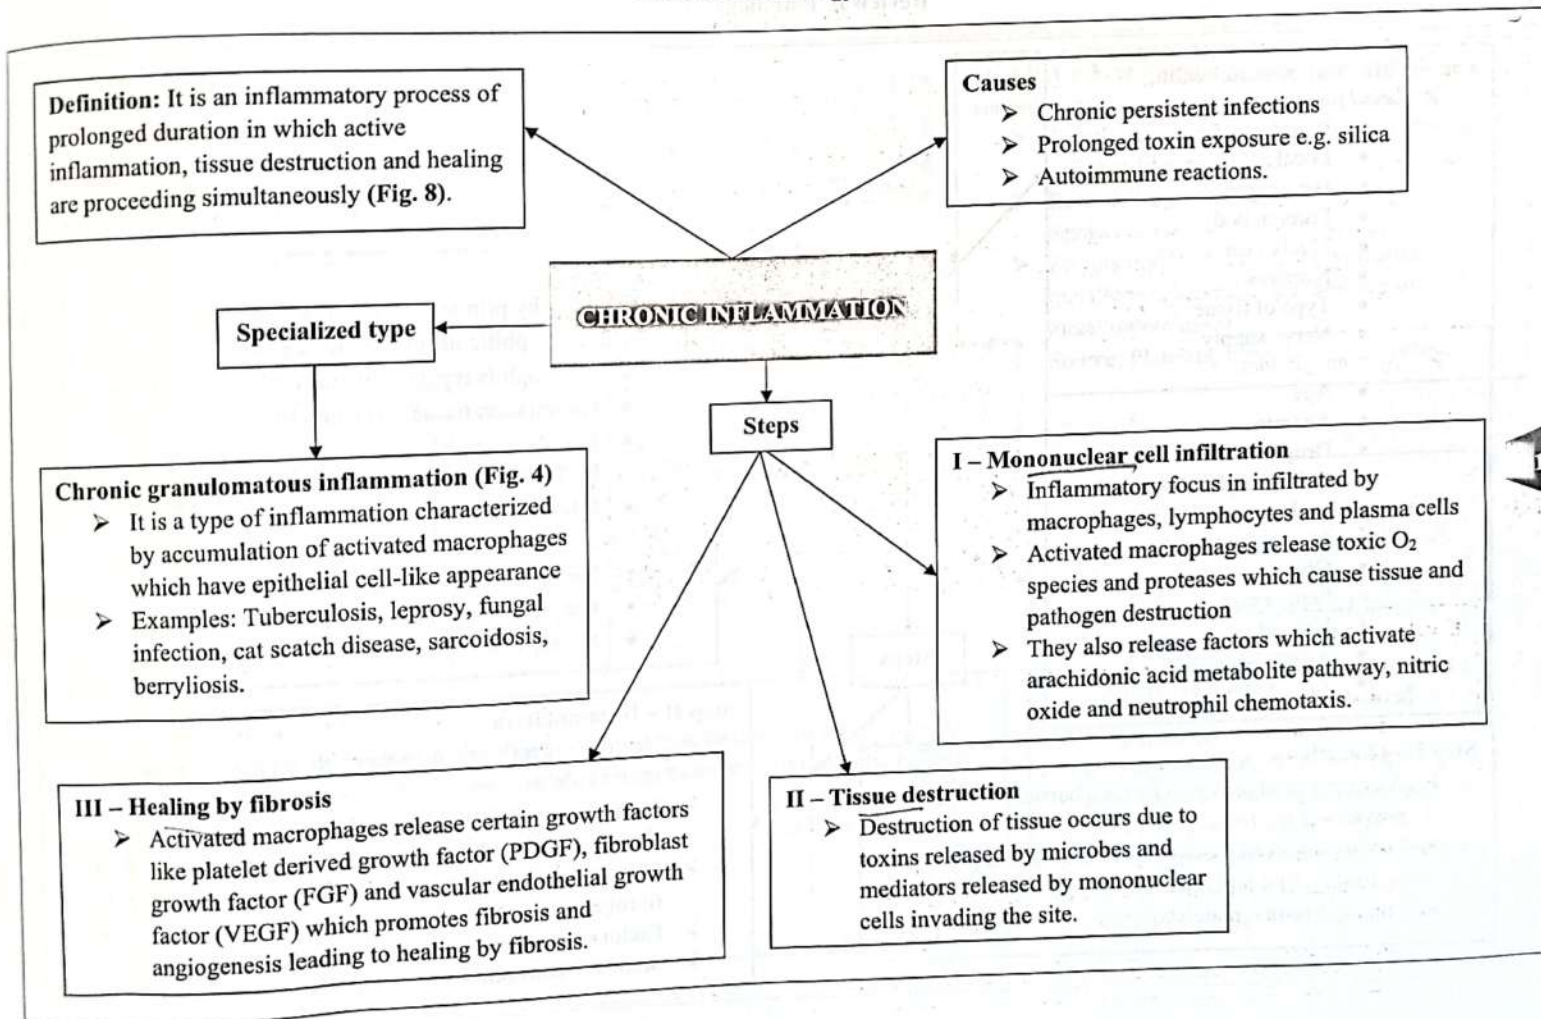 Definition: It is an inflammatory process of
prolonged duration in which active
inflammation, tissue destruction and healing
are proceeding simultaneously (Fig. 8).
Causes
➢ Chronic persistent infections
➢ Prolonged toxin exposure e.g. silica
➢ Autoimmune reactions.
CHRONIC INFLAMMATION
Specialized type
Steps
Chronic granulomatous inflammation (Fig. 4)
➢ It is a type of inflammation characterized
by accumulation of activated macrophages
which have epithelial cell-like appearance
➢ Examples: Tuberculosis, leprosy, fungal
infection, cat scatch disease, sarcoidosis,
berryliosis.
I – Mononuclear cell infiltration
➢ Inflammatory focus in infiltrated by
macrophages, lymphocytes and plasma cells
➢ Activated macrophages release toxic O₂
species and proteases which cause tissue and
pathogen destruction
➢ They also release factors which activate
arachidonic acid metabolite pathway, nitric
oxide and neutrophil chemotaxis.
III – Healing by fibrosis
➢ Activated macrophages release certain growth factors
like platelet derived growth factor (PDGF), fibroblast
growth factor (FGF) and vascular endothelial growth
factor (VEGF) which promotes fibrosis and
angiogenesis leading to healing by fibrosis.
II – Tissue destruction
➢ Destruction of tissue occurs due to
toxins released by microbes and
mediators released by mononuclear
cells invading the site.